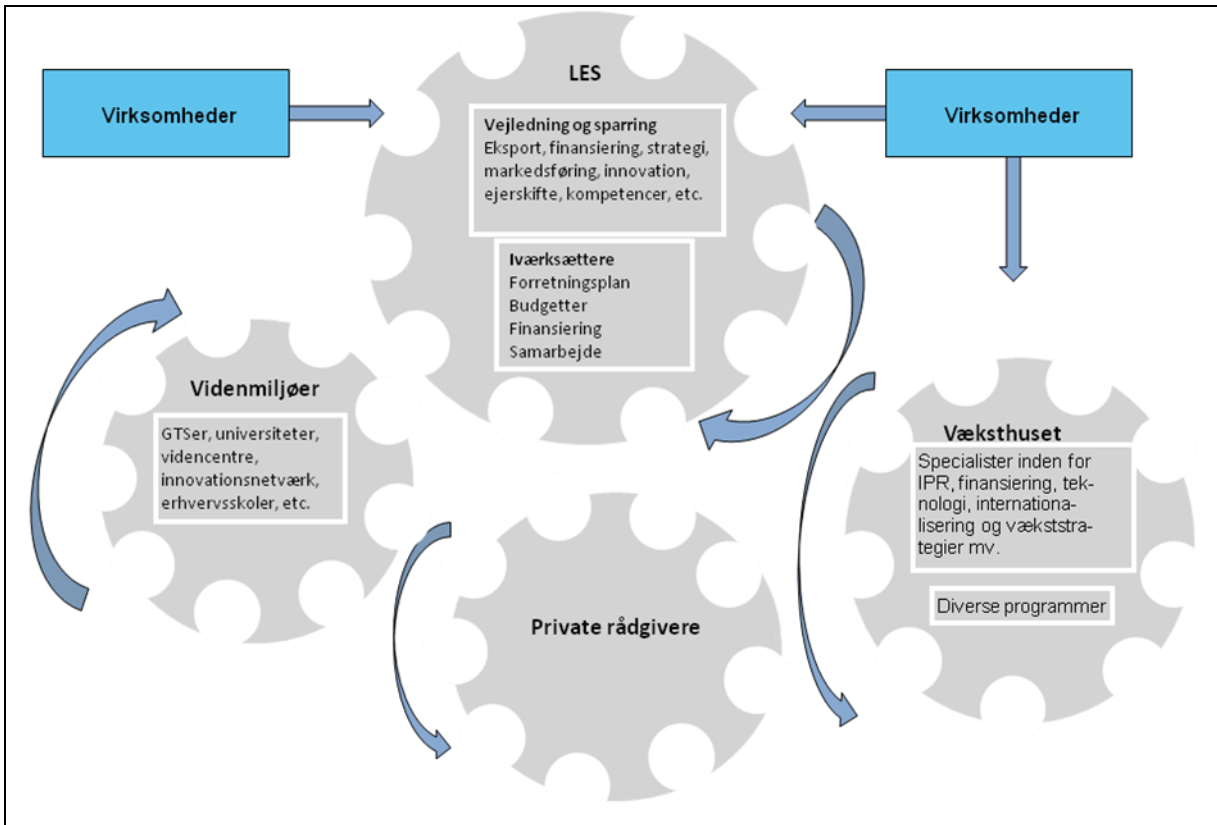 LES
Virksomheder
Virksomheder
Vejledning og sparring
Eksport, finansiering, strategi,
markedsføring, innovation,
ejerskifte, kompetencer, etc.
Iværksættere
Forretningsplan
Budgetter
Finansiering
Samarbejde
Videnmiljøer
GTSer, universiteter,
videncentre,
innovationsnetværk,
erhvervsskoler, etc.
Væksthuset
Specialister inden for
IPR, finansiering, tek-
nologi, internationa-
lisering og vækststra-
tegier mv.
Diverse programmer
Private rådgivere